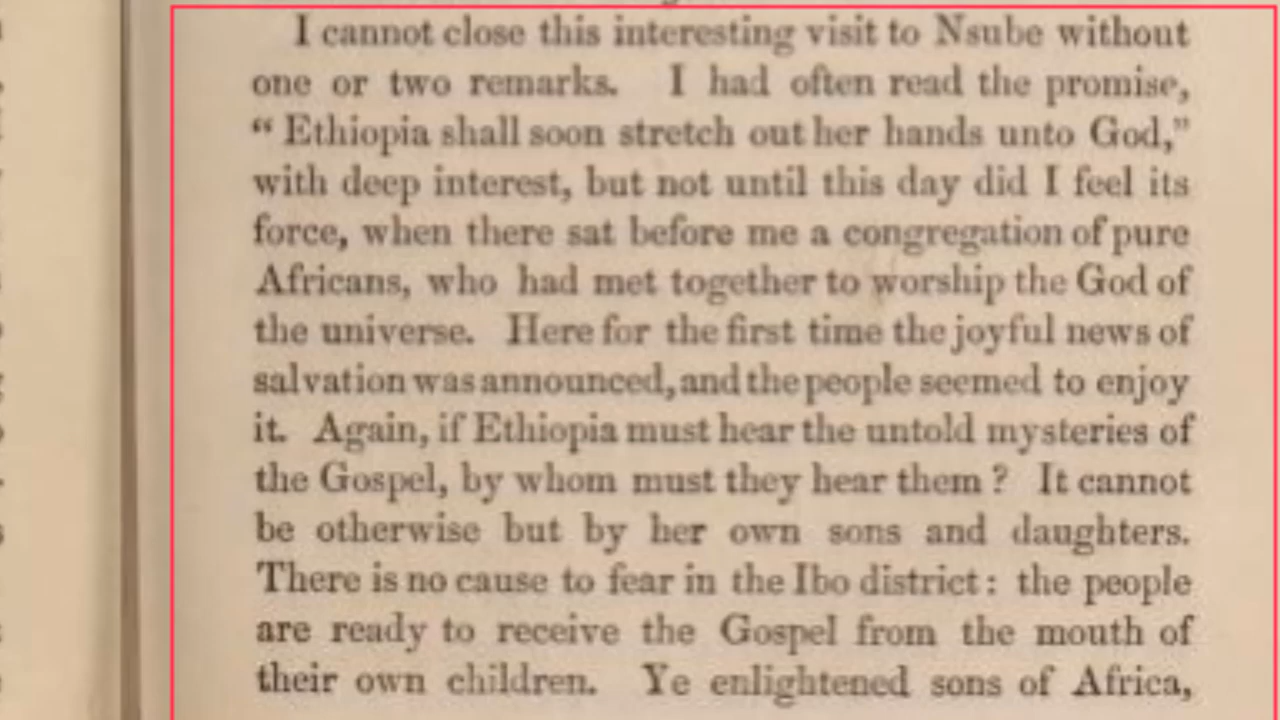 I cannot close this interesting visit to Nsube without
one or two remarks. I had often read the promise,
“ Ethiopia shall soon stretch out her hands unto God,”
with deep interest, but not until this day did I feel its
force, when there sat before me a congregation of pure
Africans, who had met together to worship the God of
the universe. Here for the first time the joyful news of
salvation was announced, and the people seemed to enjoy
it. Again, if Ethiopia must hear the untold mysteries of
the Gospel, by whom must they hear them ? It cannot
be otherwise but by her own sons and daughters.
There is no cause to fear in the Ibo district : the people
are ready to receive the Gospel from the mouth of
their own children. Ye enlightened sons of Africa,